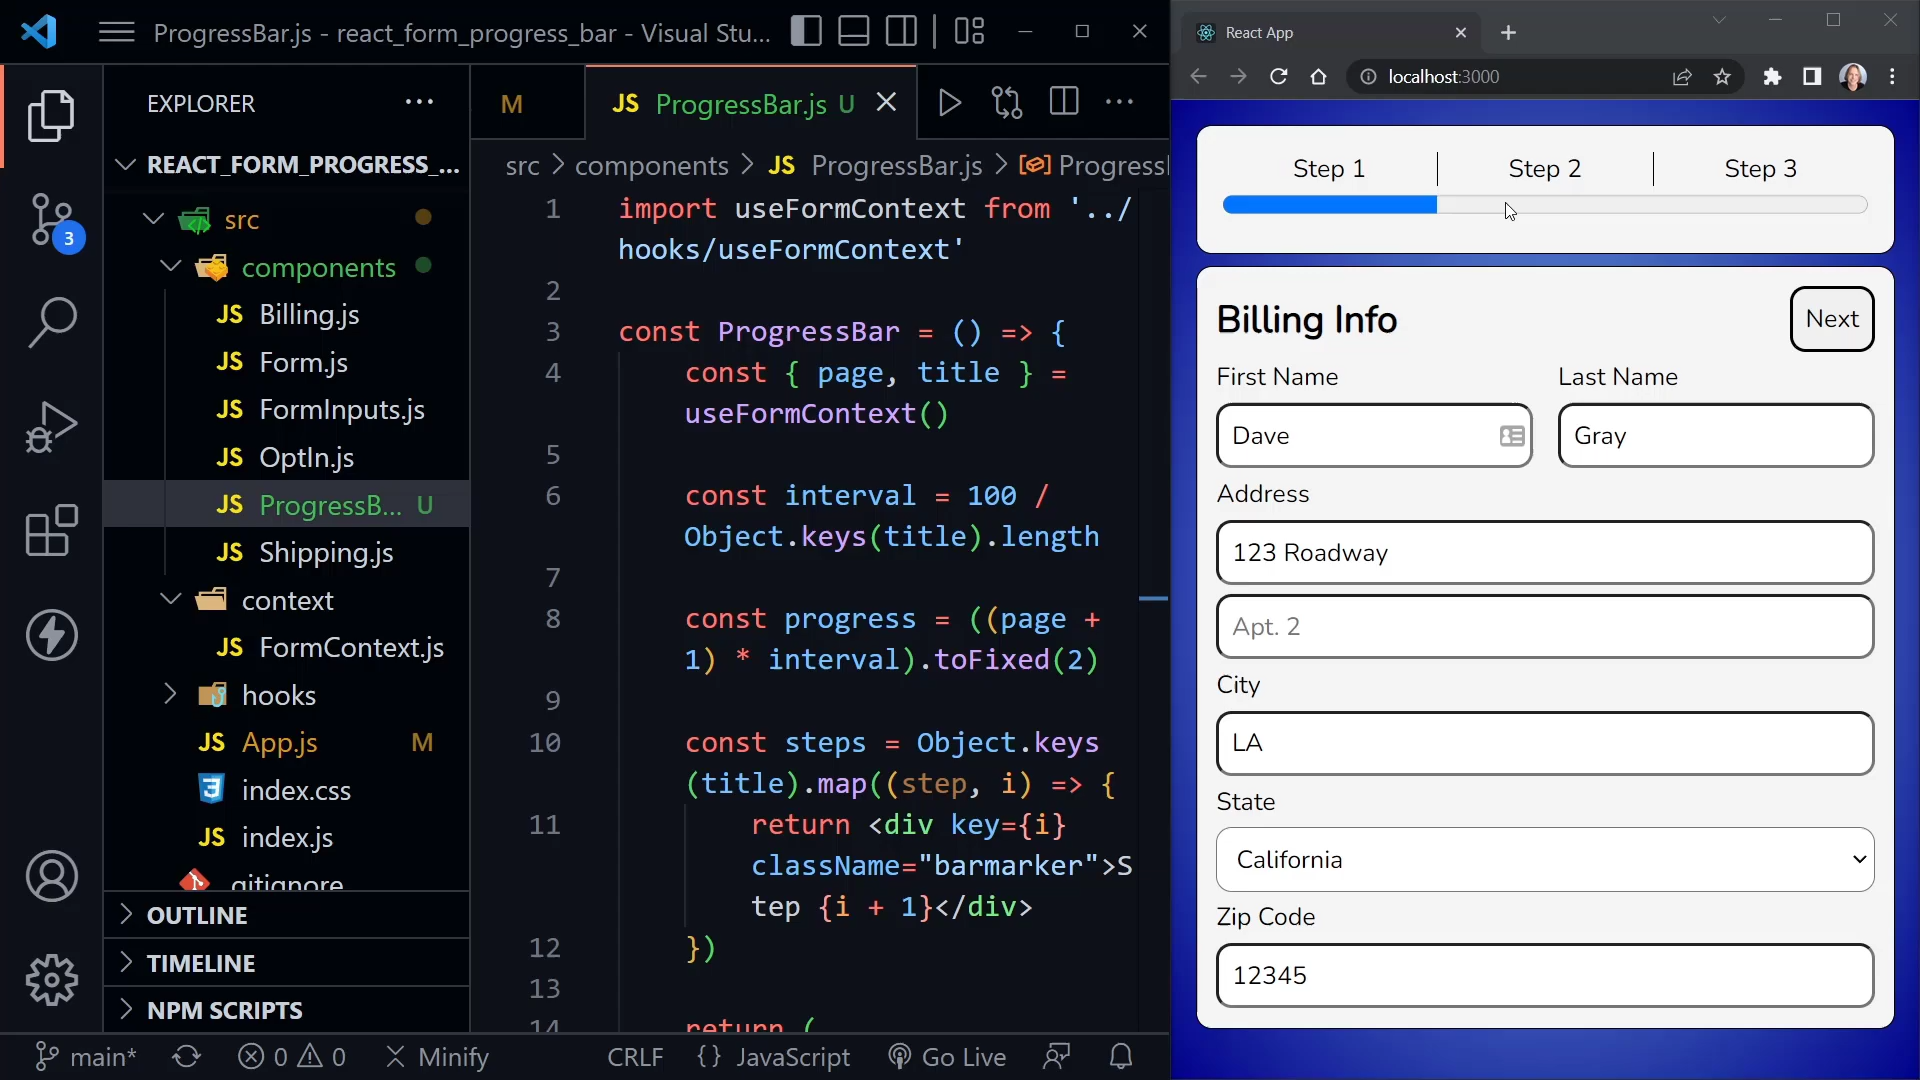 ProgressBar.js - react_form_progress_bar - Visual Stu...
EXPLORER
REACT_FORM_PROGRESS_...
src
components
JS Billing.js
JS Form.js
JS FormInputs.js
JS OptIn.js
JS ProgressB... U
JS Shipping.js
context
JS FormContext.js
hooks
JS App.js M
index.css
JS index.js
.gitignore
OUTLINE
TIMELINE
NPM SCRIPTS
3
M
JS ProgressBar.js U
src > components > JS ProgressBar.js > Progress
1 import useFormContext from '../
hooks/useFormContext'
2
3 const ProgressBar = () => {
4 const { page, title } =
useFormContext()
5
6 const interval = 100 /
Object.keys(title).length
7
8 const progress = ((page +
1) * interval).toFixed(2)
9
10 const steps = Object.keys
(title).map((step, i) => {
11 return <div key={i}
className="barmarker">S
tep {i + 1}</div>
12 })
13
14 return (
main* 0 0 Minify CRLF {} JavaScript Go Live
React App
localhost:3000
Step 1 Step 2 Step 3
Billing Info
Next
First Name Last Name
Dave Gray
Address
123 Roadway
Apt. 2
City
LA
State
California
Zip Code
12345